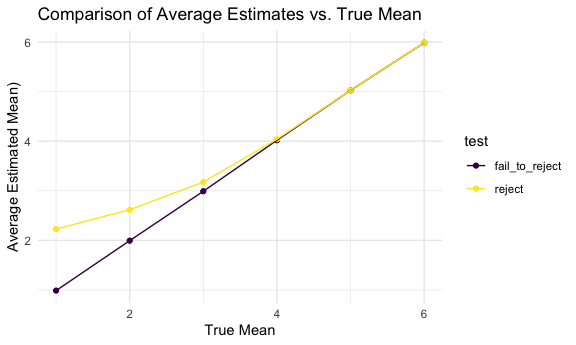 Comparison of Average Estimates vs. True Mean
Average Estimated Mean)
6
4
2
2
4
6
True Mean
test
fail_to_reject
reject